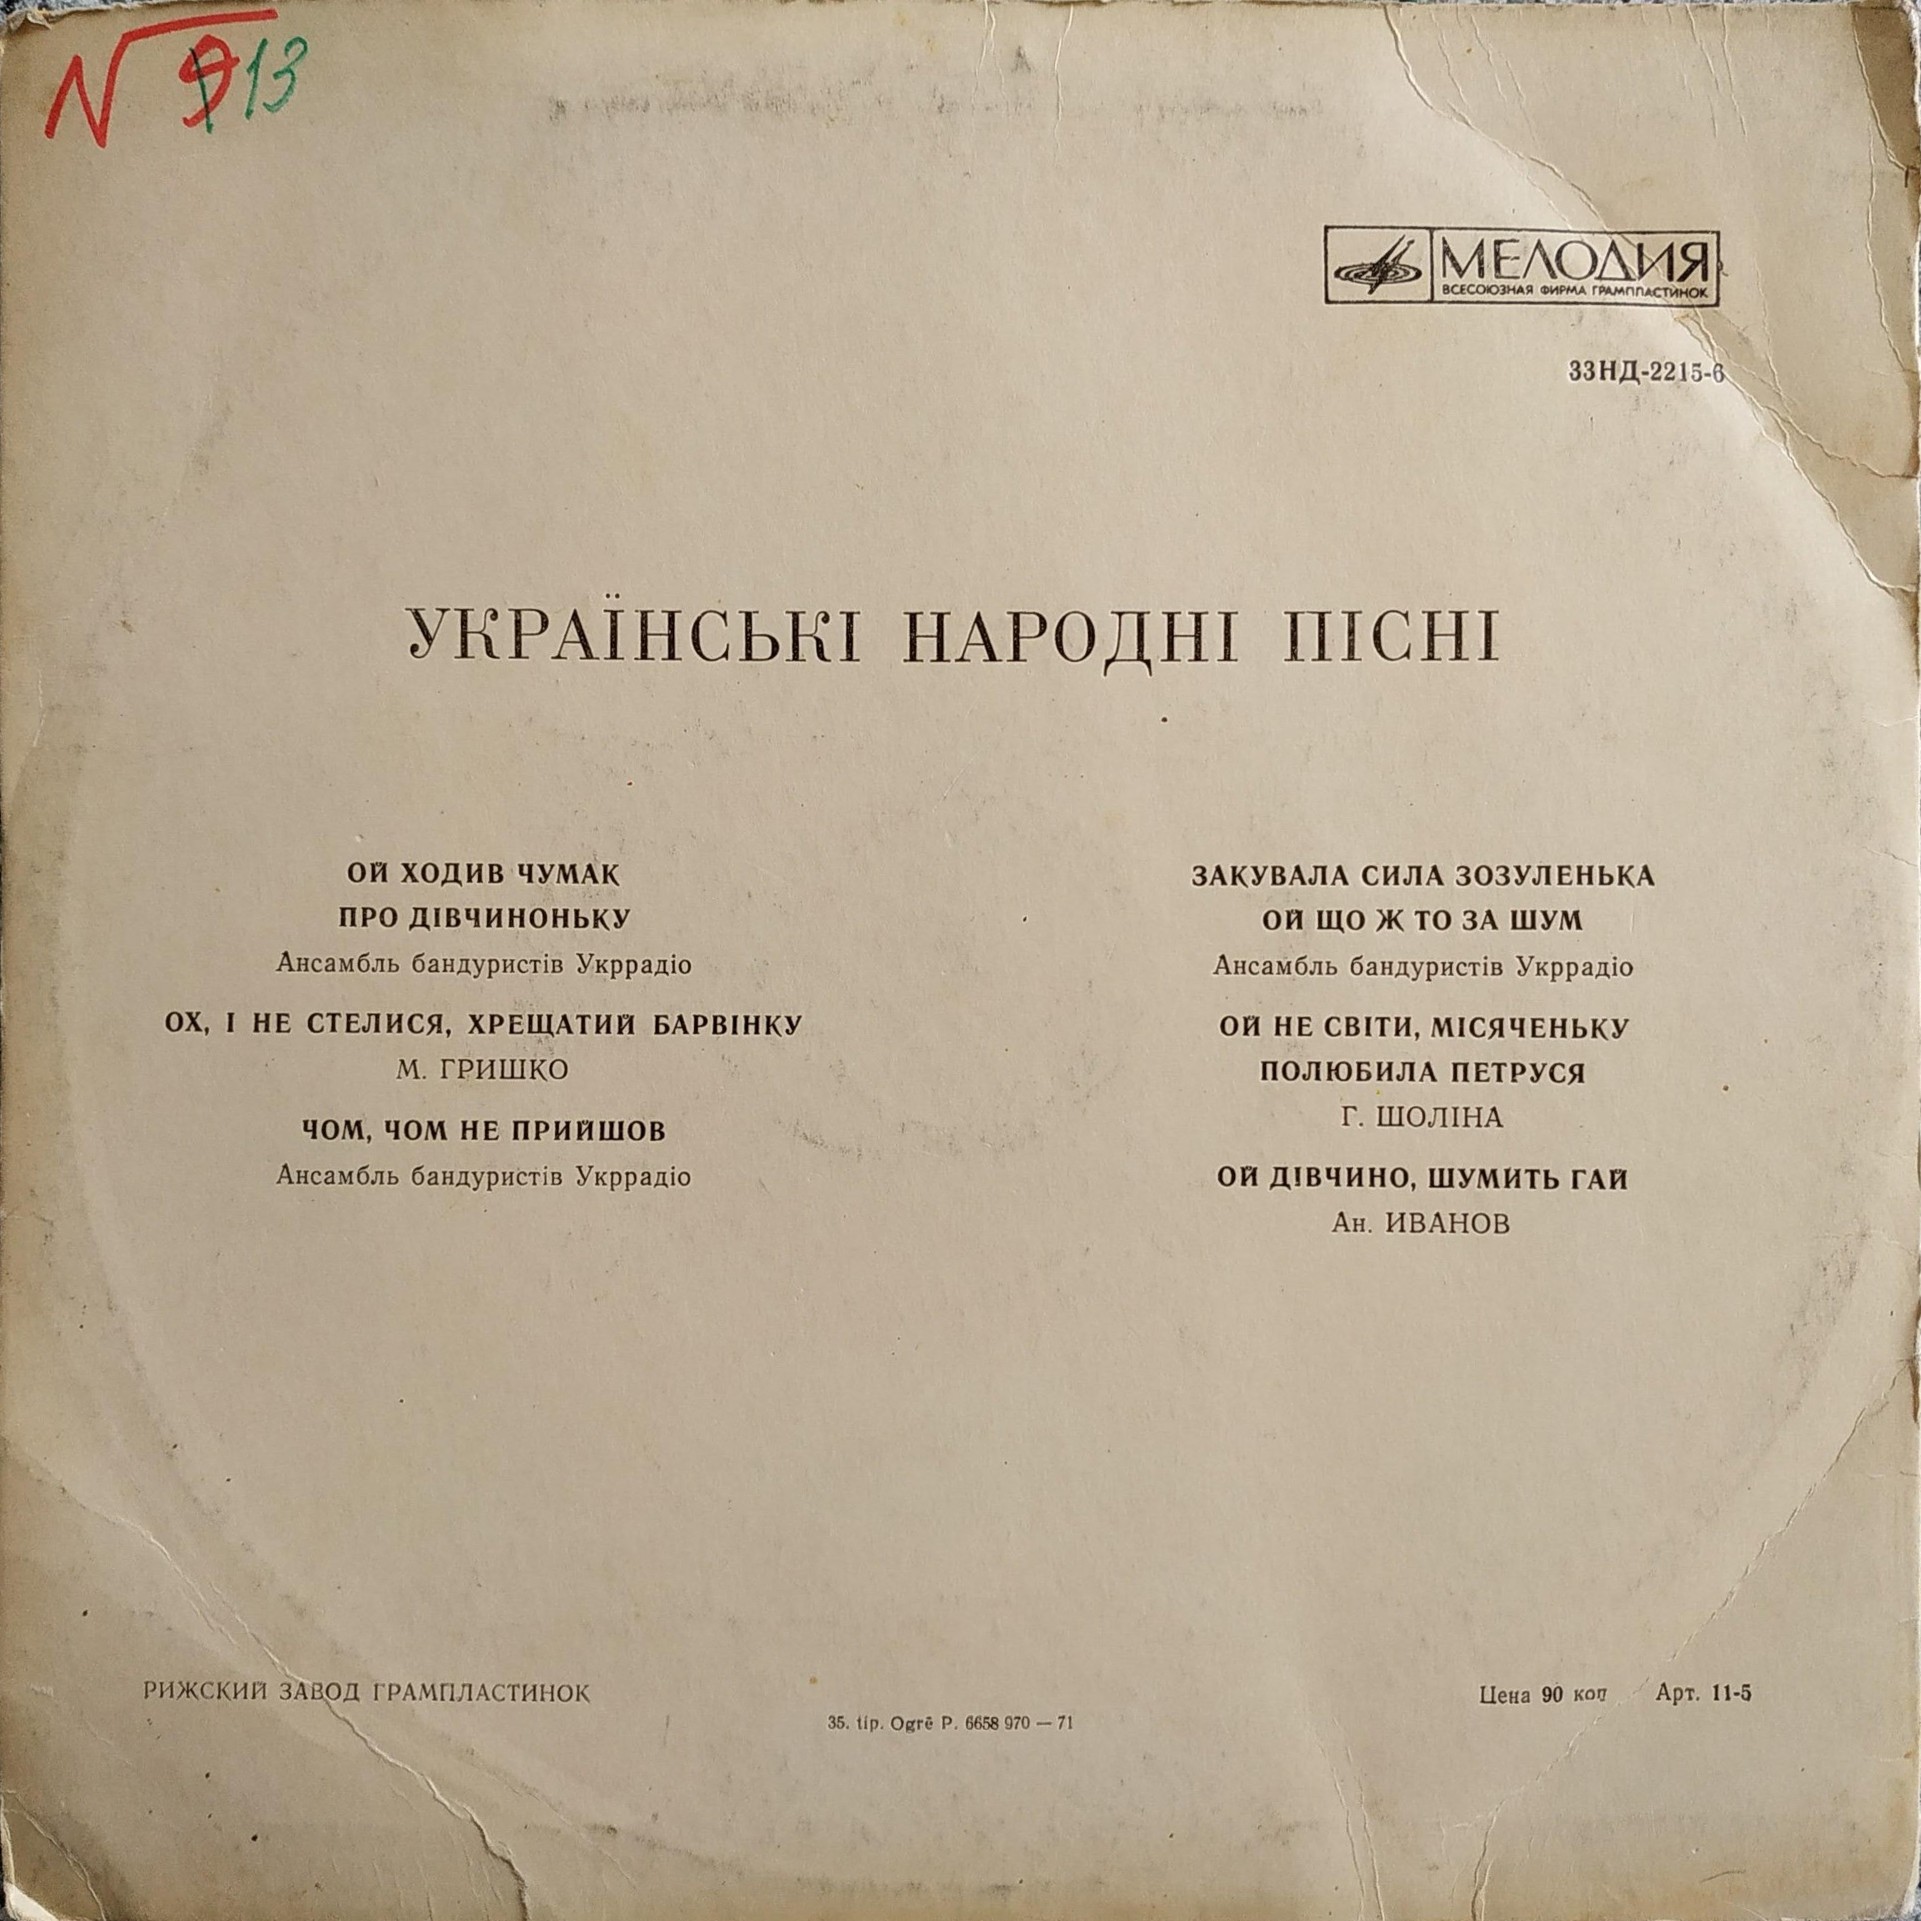 N 9 13
МЕЛОДИЯ
ВСЕСОЮЗНАЯ ФИРМА ГРАМПЛАСТИНОК
33НД-2215-6
УКРАЇНСЬКІ НАРОДНІ ПІСНІ
ОЙ ХОДИВ ЧУМАК
ПРО ДІВЧИНОНЬКУ
Ансамбль бандуристів Укррадіо
ОХ, І НЕ СТЕЛИСЯ, ХРЕЩАТИЙ БАРВІНКУ
М. ГРИШКО
ЧОМ, ЧОМ НЕ ПРИЙШОВ
Ансамбль бандуристів Укррадіо
ЗАКУВАЛА СИЛА ЗОЗУЛЕНЬКА
ОЙ ЩО Ж ТО ЗА ШУМ
Ансамбль бандуристів Укррадіо
ОЙ НЕ СВІТИ, МІСЯЧЕНЬКУ
ПОЛЮБИЛА ПЕТРУСЯ
Г. ШОЛІНА
ОЙ ДІВЧИНО, ШУМИТЬ ГАЙ
Ан. ИВАНОВ
РИЖСКИЙ ЗАВОД ГРАМПЛАСТИНОК
35. tip. Ogrē P. 6658 970 — 71
Цена 90 коп Арт. 11-5